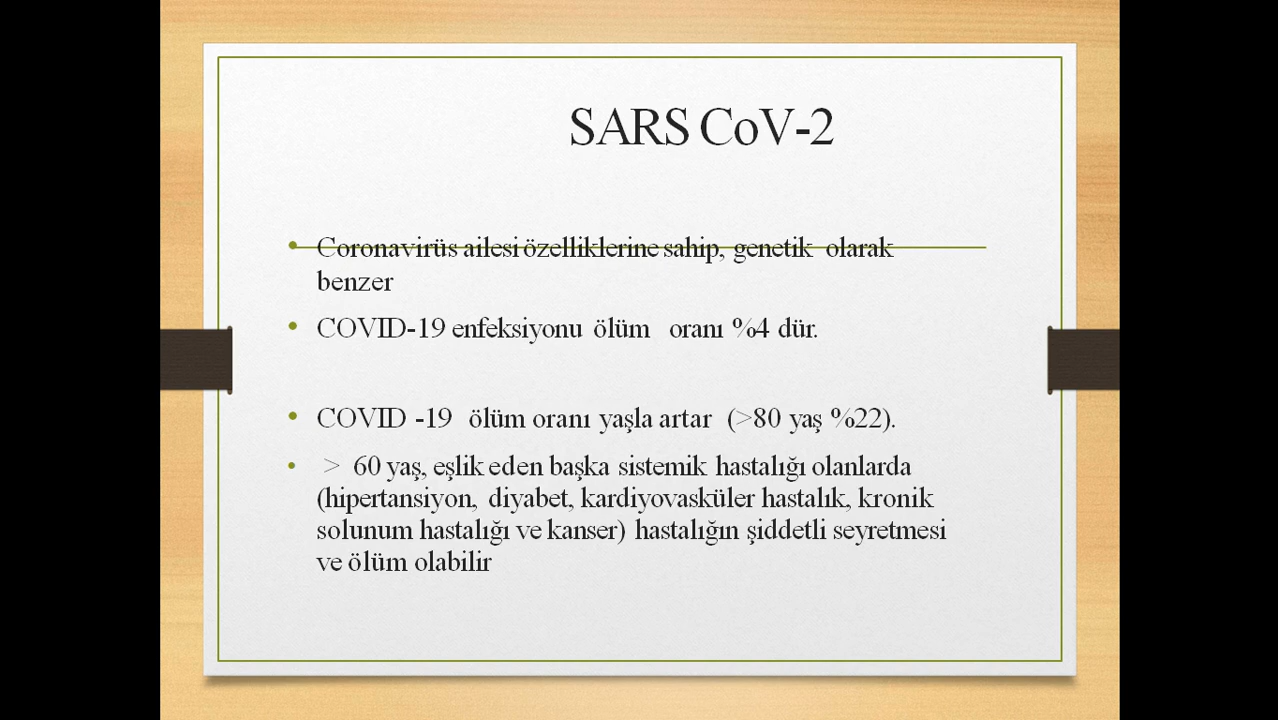 SARS CoV-2
• Coronavirüs ailesi özelliklerine sahip, genetik olarak
benzer
• COVID-19 enfeksiyonu ölüm oranı %4 dür.
• COVID -19 ölüm oranı yaşla artar (>80 yaş %22).
• > 60 yaş, eşlik eden başka sistemik hastalığı olanlarda
(hipertansiyon, diyabet, kardiyovasküler hastalık, kronik
solunum hastalığı ve kanser) hastalığın şiddetli seyretmesi
ve ölüm olabilir